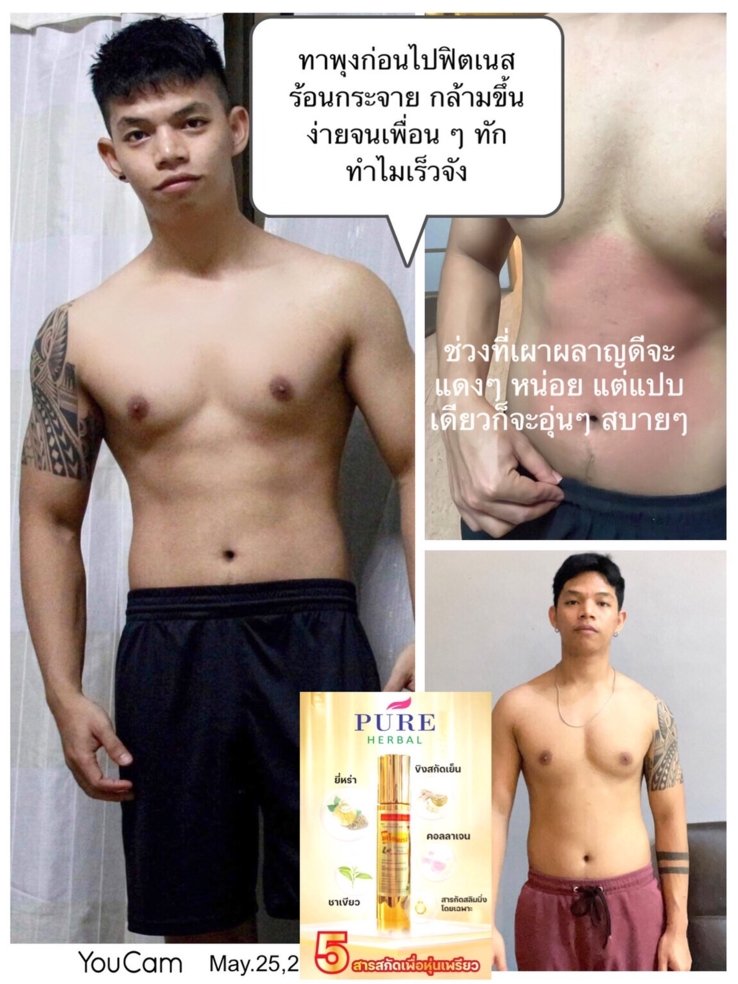 ทาพุงก่อนไปฟิตเนส
ร้อนกระจาย กล้ามขึ้น
ง่ายจนเพื่อน ๆ ทัก
ทำไมเร็วจัง
ช่วงที่เผาผลาญดีจะ
แดงๆ หน่อย แต่แปบ
เดียวก็จะอุ่นๆ สบายๆ
PURE
HERBAL
ยี่หร่า
ขิงสกัดเย็น
คอลลาเจน
ชาเขียว
สารกัดสลิมมิ่ง
โดยเฉพาะ
5 สารสกัดเพื่อหุ่นเพรียว
YouCam May.25,2